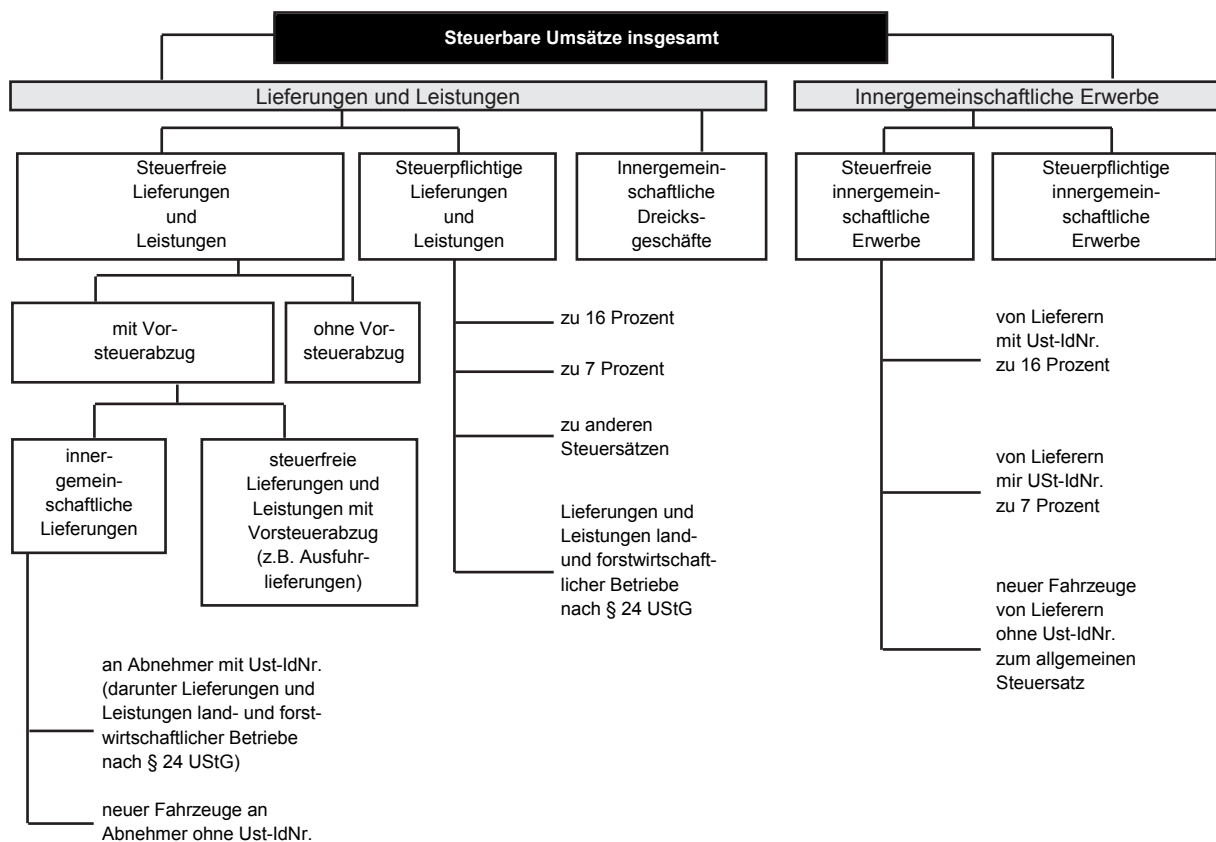 Steuerbare Umsätze insgesamt
Lieferungen und Leistungen
Innergemeinschaftliche Erwerbe
Steuerfreie
Lieferungen
und
Leistungen
Steuerpflichtige
Lieferungen
und
Leistungen
Innergemein-
schaftliche
Dreicks-
geschäfte
Steuerfreie
innergemein-
schaftliche
Erwerbe
Steuerpflichtige
innergemein-
schaftliche
Erwerbe
mit Vor-
steuerabzug
ohne Vor-
steuerabzug
inner-
gemein-
schaftliche
Lieferungen
steuerfreie
Lieferungen und
Leistungen mit
Vorsteuerabzug
(z.B. Ausfuhr-
lieferungen)
an Abnehmer mit Ust-IdNr.
(darunter Lieferungen und
Leistungen land- und forst-
wirtschaftlicher Betriebe
nach § 24 UStG)
neuer Fahrzeuge an
Abnehmer ohne Ust-IdNr.
zu 16 Prozent
zu 7 Prozent
zu anderen
Steuersätzen
Lieferungen und
Leistungen land-
und forstwirtschaft-
licher Betriebe
nach § 24 UStG
von Lieferern
mit Ust-IdNr.
zu 16 Prozent
von Lieferern
mir USt-IdNr.
zu 7 Prozent
neuer Fahrzeuge
von Lieferern
ohne Ust-IdNr.
zum allgemeinen
Steuersatz